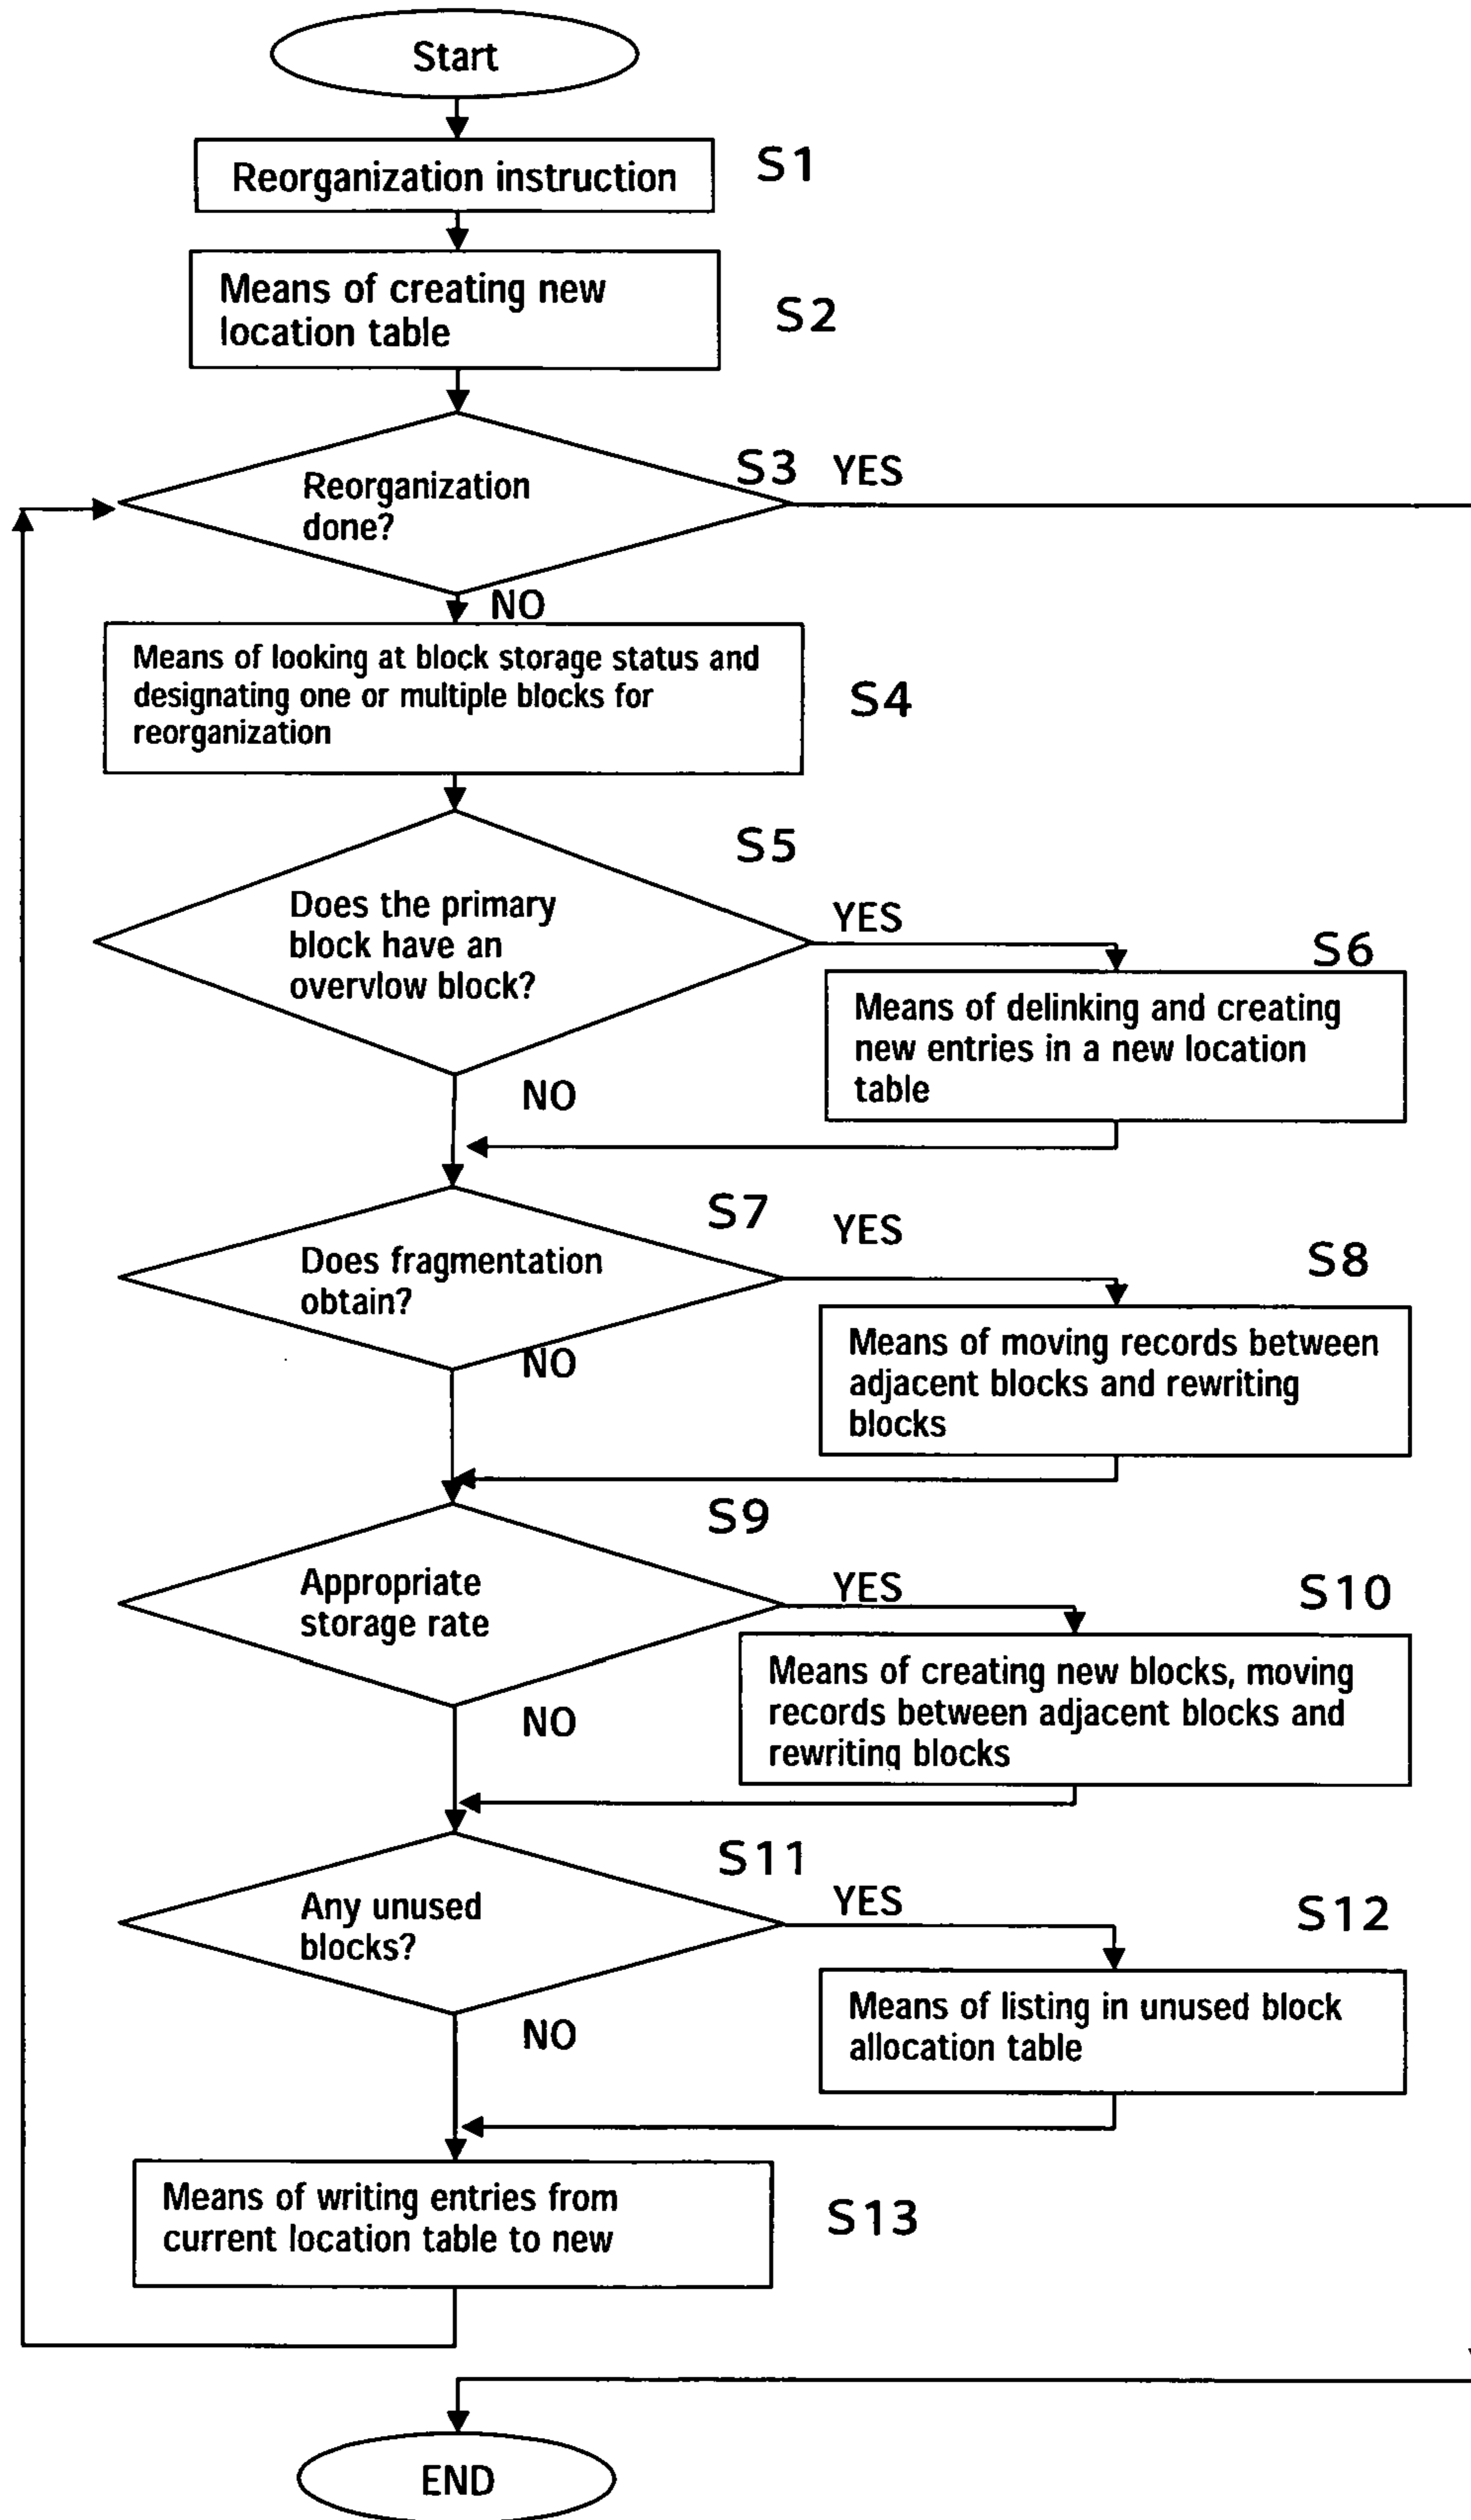 Start
Reorganization instruction
S1
Means of creating new
location table
S2
S3 YES
Reorganization
done?
NO
Means of looking at block storage status and
designating one or multiple blocks for
reorganization
S4
S5
Does the primary
block have an
overvlow block?
YES
S6
Means of delinking and creating
new entries in a new location
table
NO
S7
YES
Does fragmentation
obtain?
S8
Means of moving records between
adjacent blocks and rewriting
blocks
NO
S9
Appropriate
storage rate
YES
S10
Means of creating new blocks, moving
records between adjacent blocks and
rewriting blocks
NO
S11
Any unused
blocks?
YES
S12
Means of listing in unused block
allocation table
NO
Means of writing entries from
current location table to new
S13
END